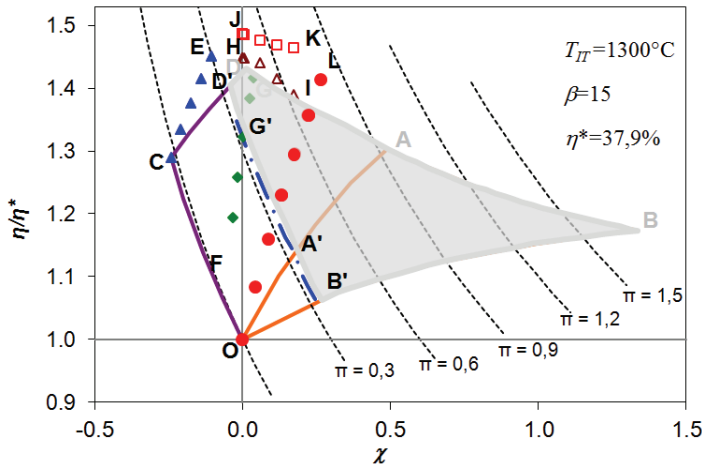 1.5
1.4
1.3
1.2
1.1
1.0
0.9
η/η*
J
K
E
H
L
D
D'
G
I
G'
A
C
B
A'
F
B'
O
T_IT=1300°C
β=15
η*=37,9%
π = 0,3
π = 0,6
π = 0,9
π = 1,2
π = 1,5
-0.5
0.0
0.5
1.0
1.5
χ